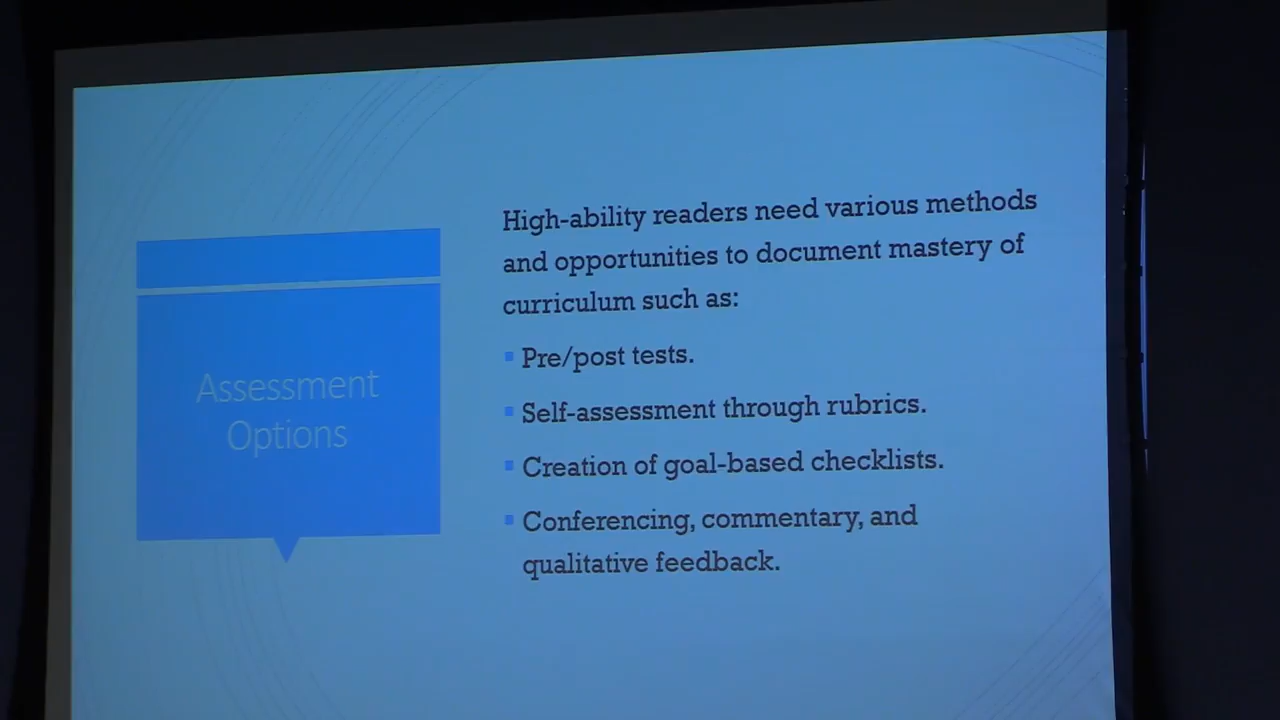 Assessment
Options
High-ability readers need various methods
and opportunities to document mastery of
curriculum such as:
Pre/post tests.
Self-assessment through rubrics.
Creation of goal-based checklists.
Conferencing, commentary, and
qualitative feedback.